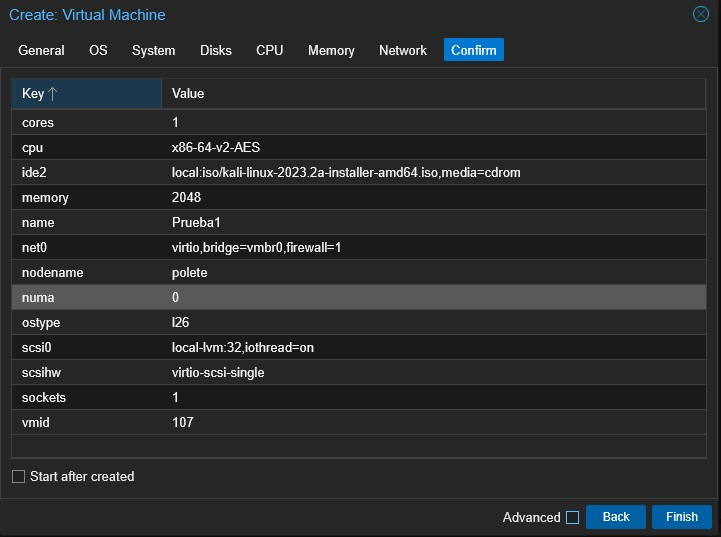 Create: Virtual Machine
General OS System Disks CPU Memory Network Confirm
Key Value
cores 1
cpu x86-64-v2-AES
ide2 local:iso/kali-linux-2023.2a-installer-amd64.iso,media=cdrom
memory 2048
name Prueba1
net0 virtio,bridge=vmbr0,firewall=1
nodename polete
numa 0
ostype l26
scsi0 local-lvm:32,iothread=on
scsihw virtio-scsi-single
sockets 1
vmid 107
Start after created
Advanced Back Finish